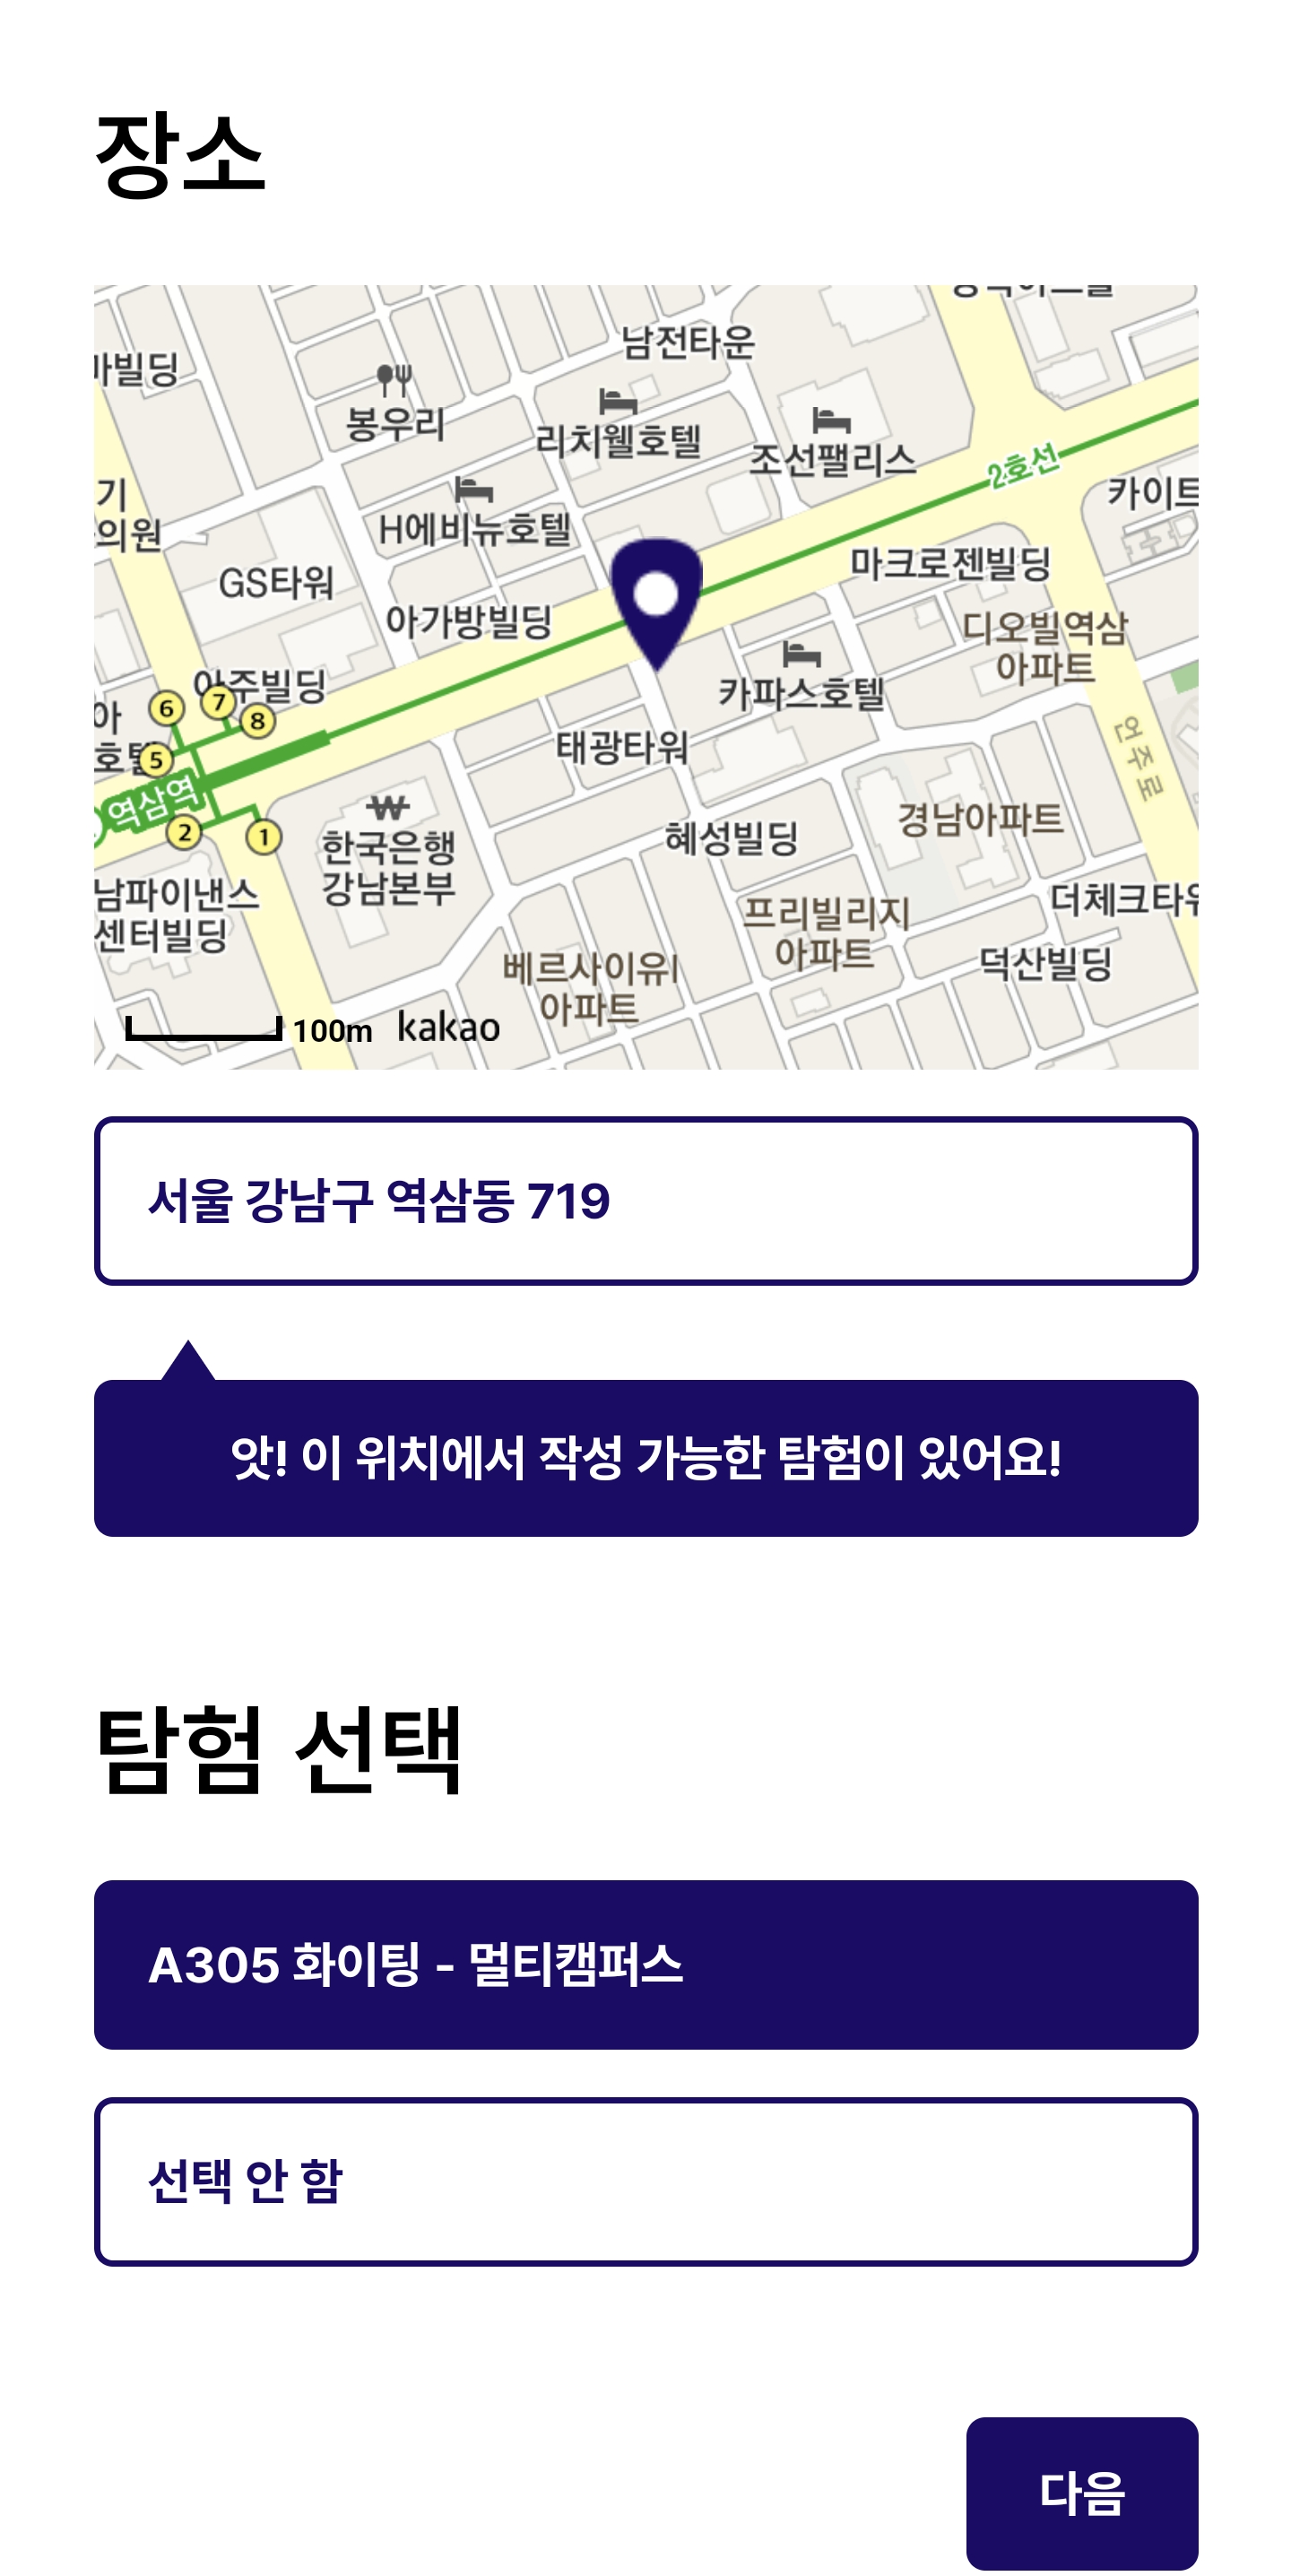 장소
남전타운
마빌딩
봉우리
리치웰호텔
조선팰리스
2호선
기
의원
H에비뉴호텔
카이트
GS타워
마크로젠빌딩
아가방빌딩
디오빌역삼
아파트
아주빌딩
카파스호텔
6
7
8
아
호텔
5
태광타워
언주로
역삼역
2
1
한국은행
강남본부
혜성빌딩
경남아파트
남파이낸스
센터빌딩
프리빌리지
아파트
더체크타워
베르사이유I
아파트
덕산빌딩
100m
kakao
서울 강남구 역삼동 719
앗! 이 위치에서 작성 가능한 탐험이 있어요!
탐험 선택
A305 화이팅 - 멀티캠퍼스
선택 안 함
다음